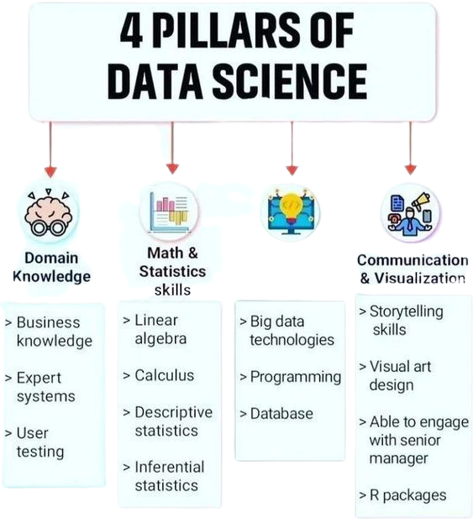 4 PILLARS OF
DATA SCIENCE
Domain
Knowledge
> Business
knowledge
> Expert
systems
> User
testing
Math &
Statistics
skills
> Linear
algebra
> Calculus
> Descriptive
statistics
> Inferential
statistics
> Big data
technologies
> Programming
> Database
Communication
& Visualization
> Storytelling
skills
> Visual art
design
> Able to engage
with senior
manager
> R packages